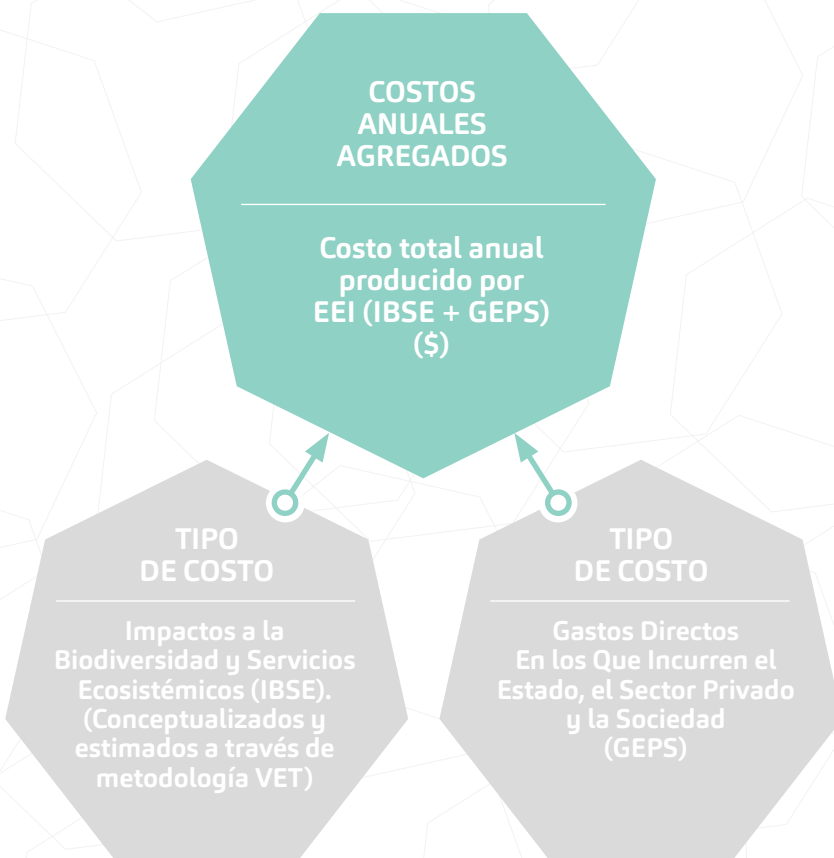 COSTOS
ANUALES
AGREGADOS
Costo total anual
producido por
EEI (IBSE + GEPS)
($)
TIPO
DE COSTO
Impactos a la
Biodiversidad y Servicios
Ecosistémicos (IBSE).
(Conceptualizados y
estimados a través de
metodología VET)
TIPO
DE COSTO
Gastos Directos
En los Que Incurren el
Estado, el Sector Privado
y la Sociedad
(GEPS)